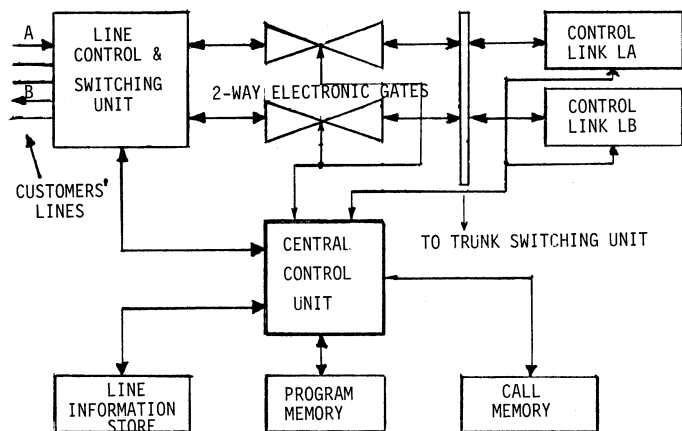 A
B
LINE
CONTROL &
SWITCHING
UNIT
CUSTOMERS'
LINES
2-WAY ELECTRONIC GATES
CONTROL
LINK LA
CONTROL
LINK LB
TO TRUNK SWITCHING UNIT
CENTRAL
CONTROL
UNIT
LINE
INFORMATION
STORE
PROGRAM
MEMORY
CALL
MEMORY